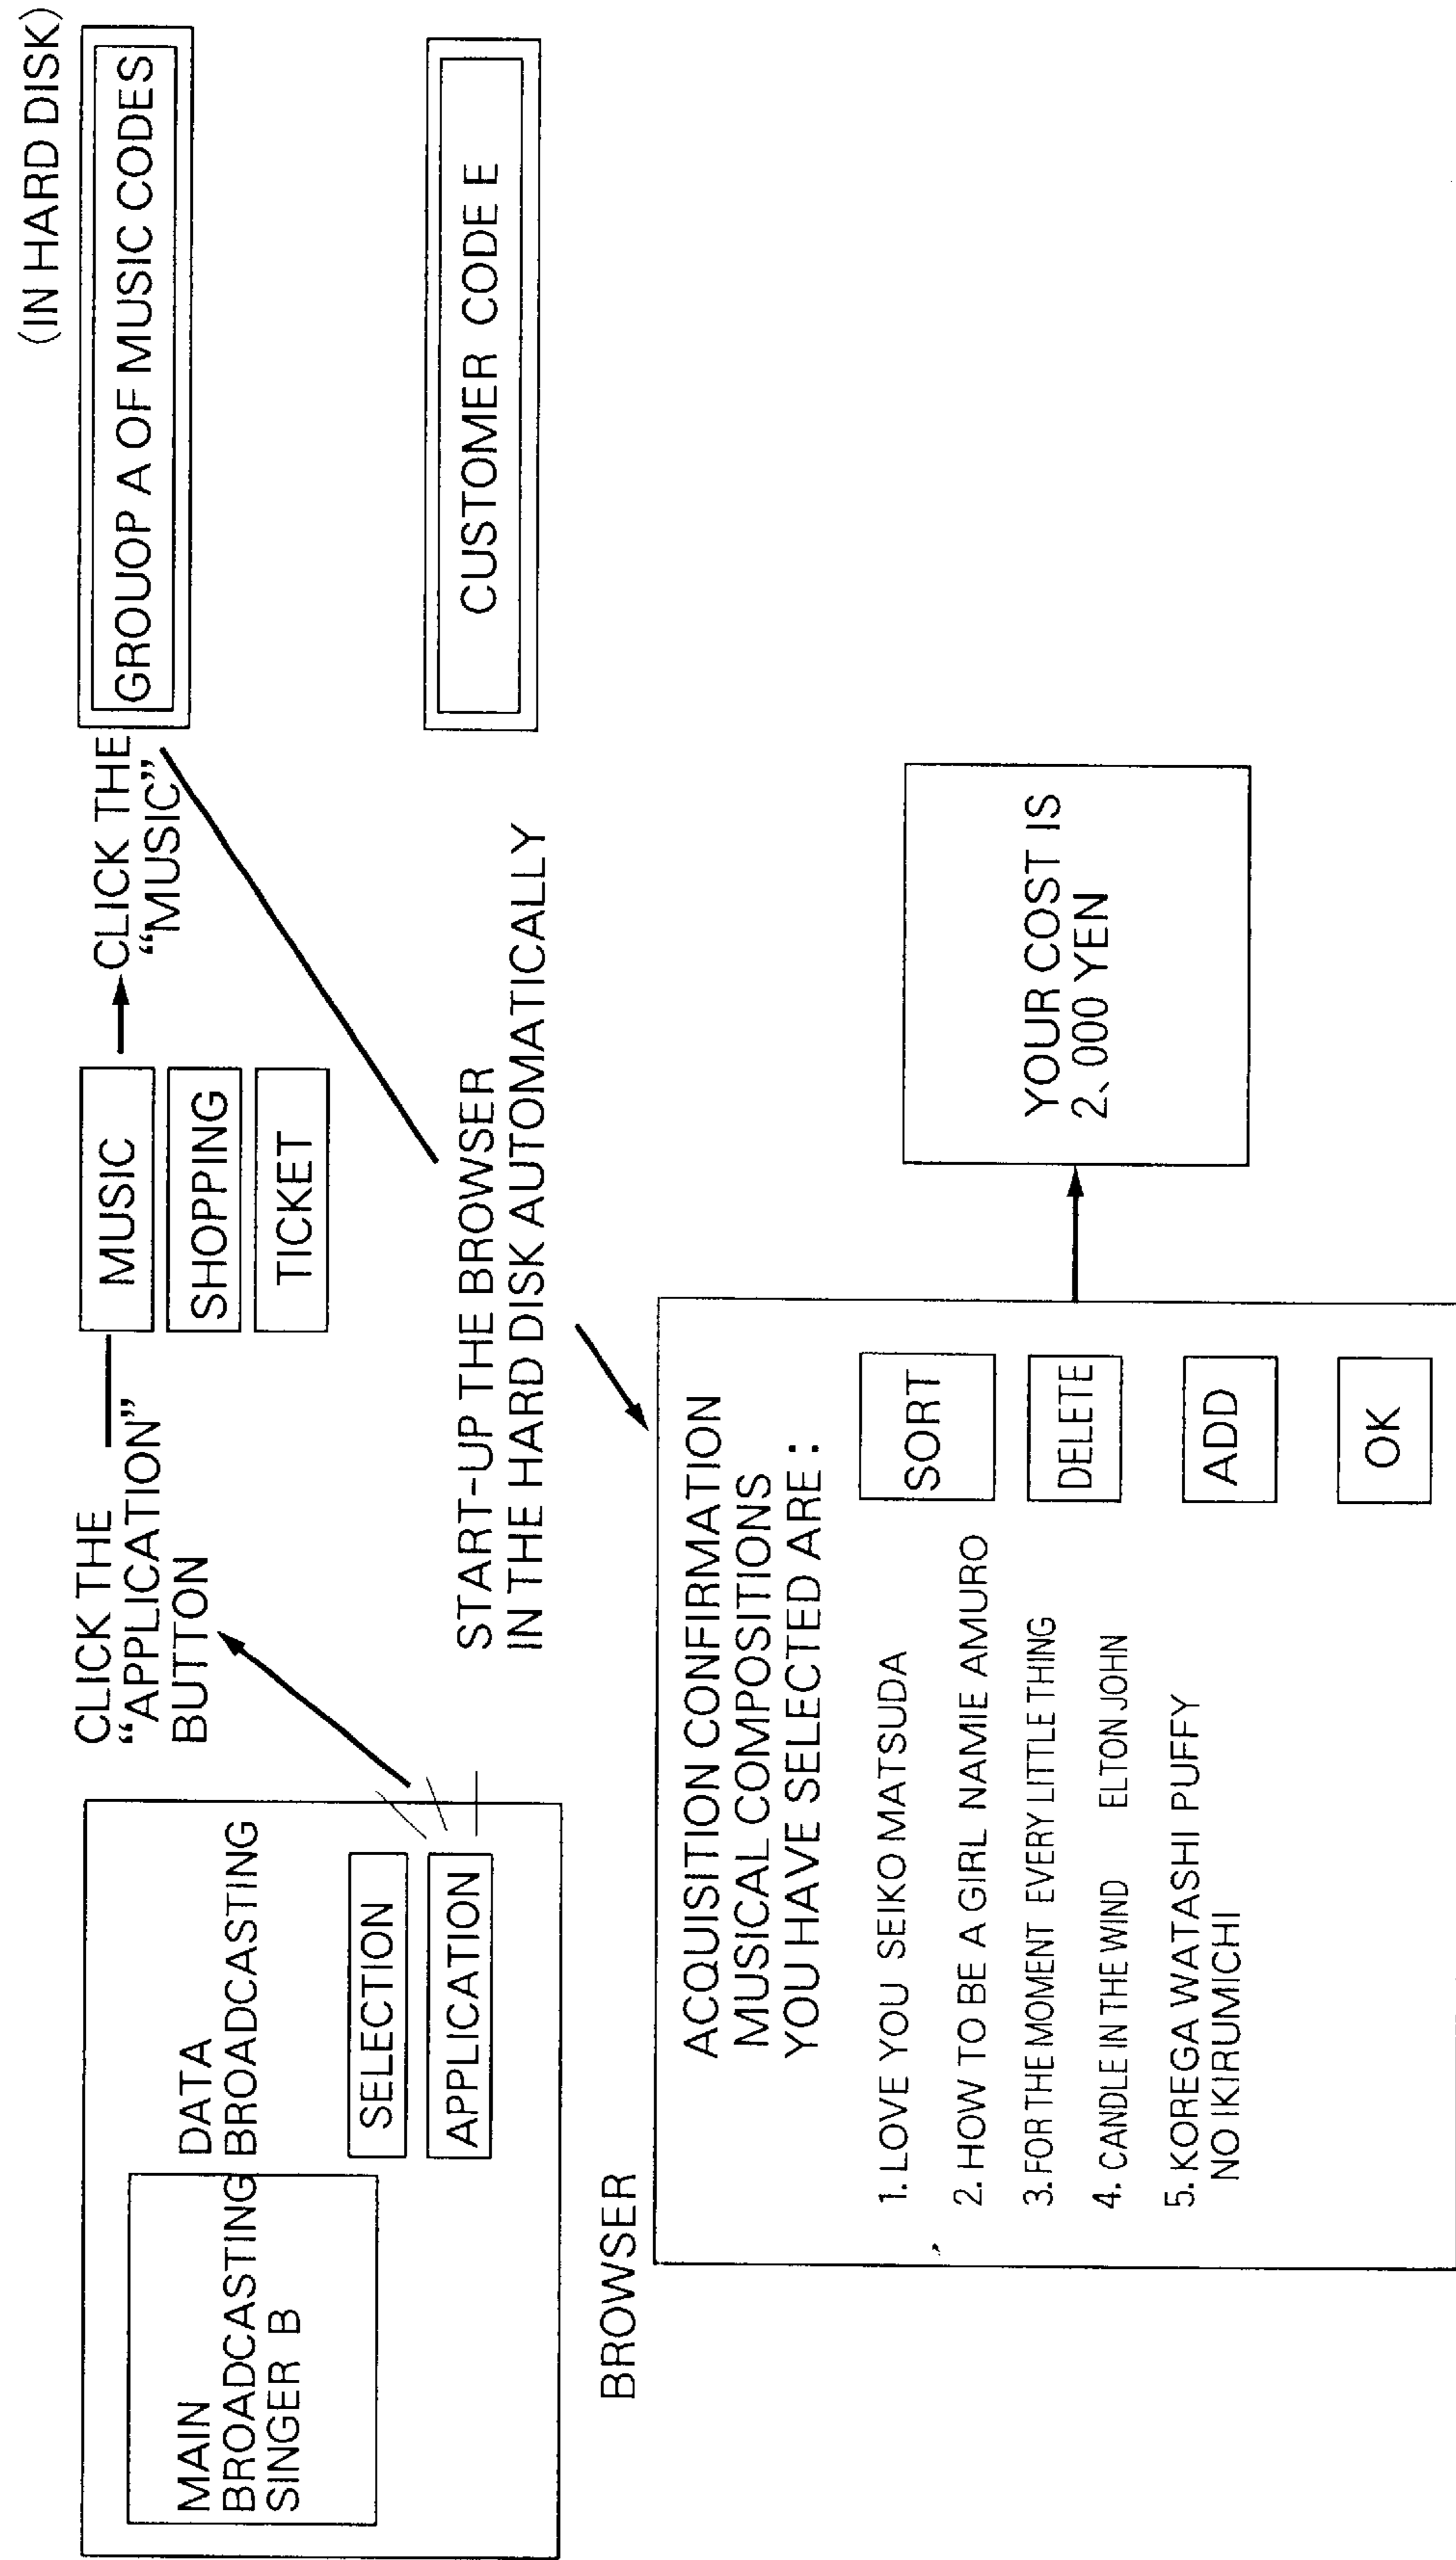 (IN HARD DISK)
MAIN
BROADCASTING
SINGER B
DATA
BROADCASTING
SELECTION
APPLICATION
CLICK THE
“APPLICATION”
BUTTON
MUSIC
SHOPPING
TICKET
CLICK THE
“MUSIC”
GROUOP A OF MUSIC CODES
CUSTOMER CODE E
START-UP THE BROWSER
IN THE HARD DISK AUTOMATICALLY
BROWSER
ACQUISITION CONFIRMATION
MUSICAL COMPOSITIONS
YOU HAVE SELECTED ARE :
1. LOVE YOU SEIKO MATSUDA
2. HOW TO BE A GIRL NAMIE AMURO
3. FOR THE MOMENT EVERY LITTLE THING
4. CANDLE IN THE WIND ELTON JOHN
5. KOREGA WATASHI PUFFY
NO IKIRUMICHI
SORT
DELETE
ADD
OK
YOUR COST IS
2、000 YEN